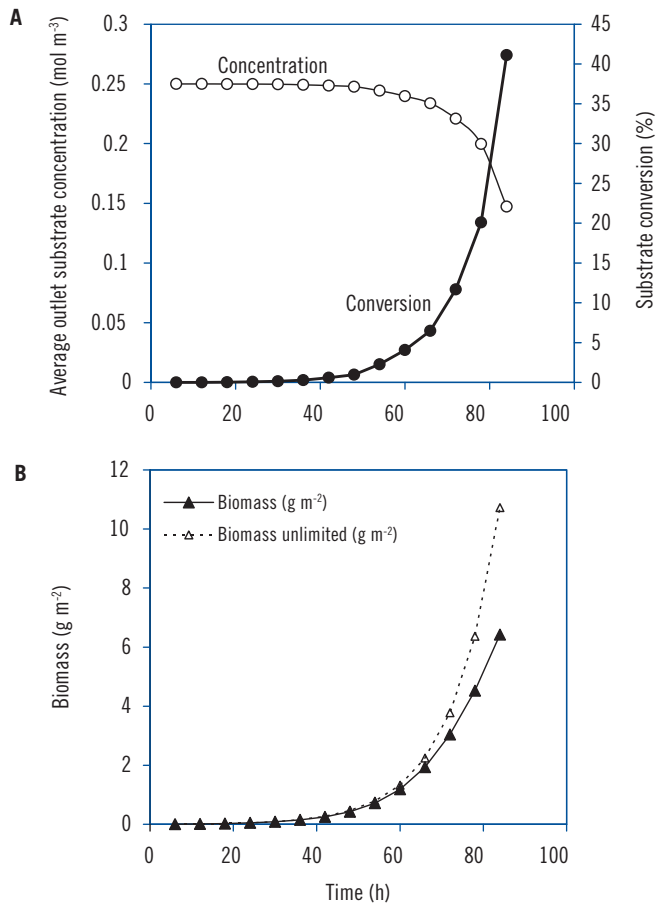 A
Average outlet substrate concentration (mol m⁻³)
0.3
0.25
0.2
0.15
0.1
0.05
0
Concentration
Conversion
45
40
35
30
25
20
15
10
5
0
Substrate conversion (%)
0 20 40 60 80 100
B
Biomass (g m⁻²)
12
10
8
6
4
2
0
Biomass (g m⁻²)
Biomass unlimited (g m⁻²)
0 20 40 60 80 100
Time (h)